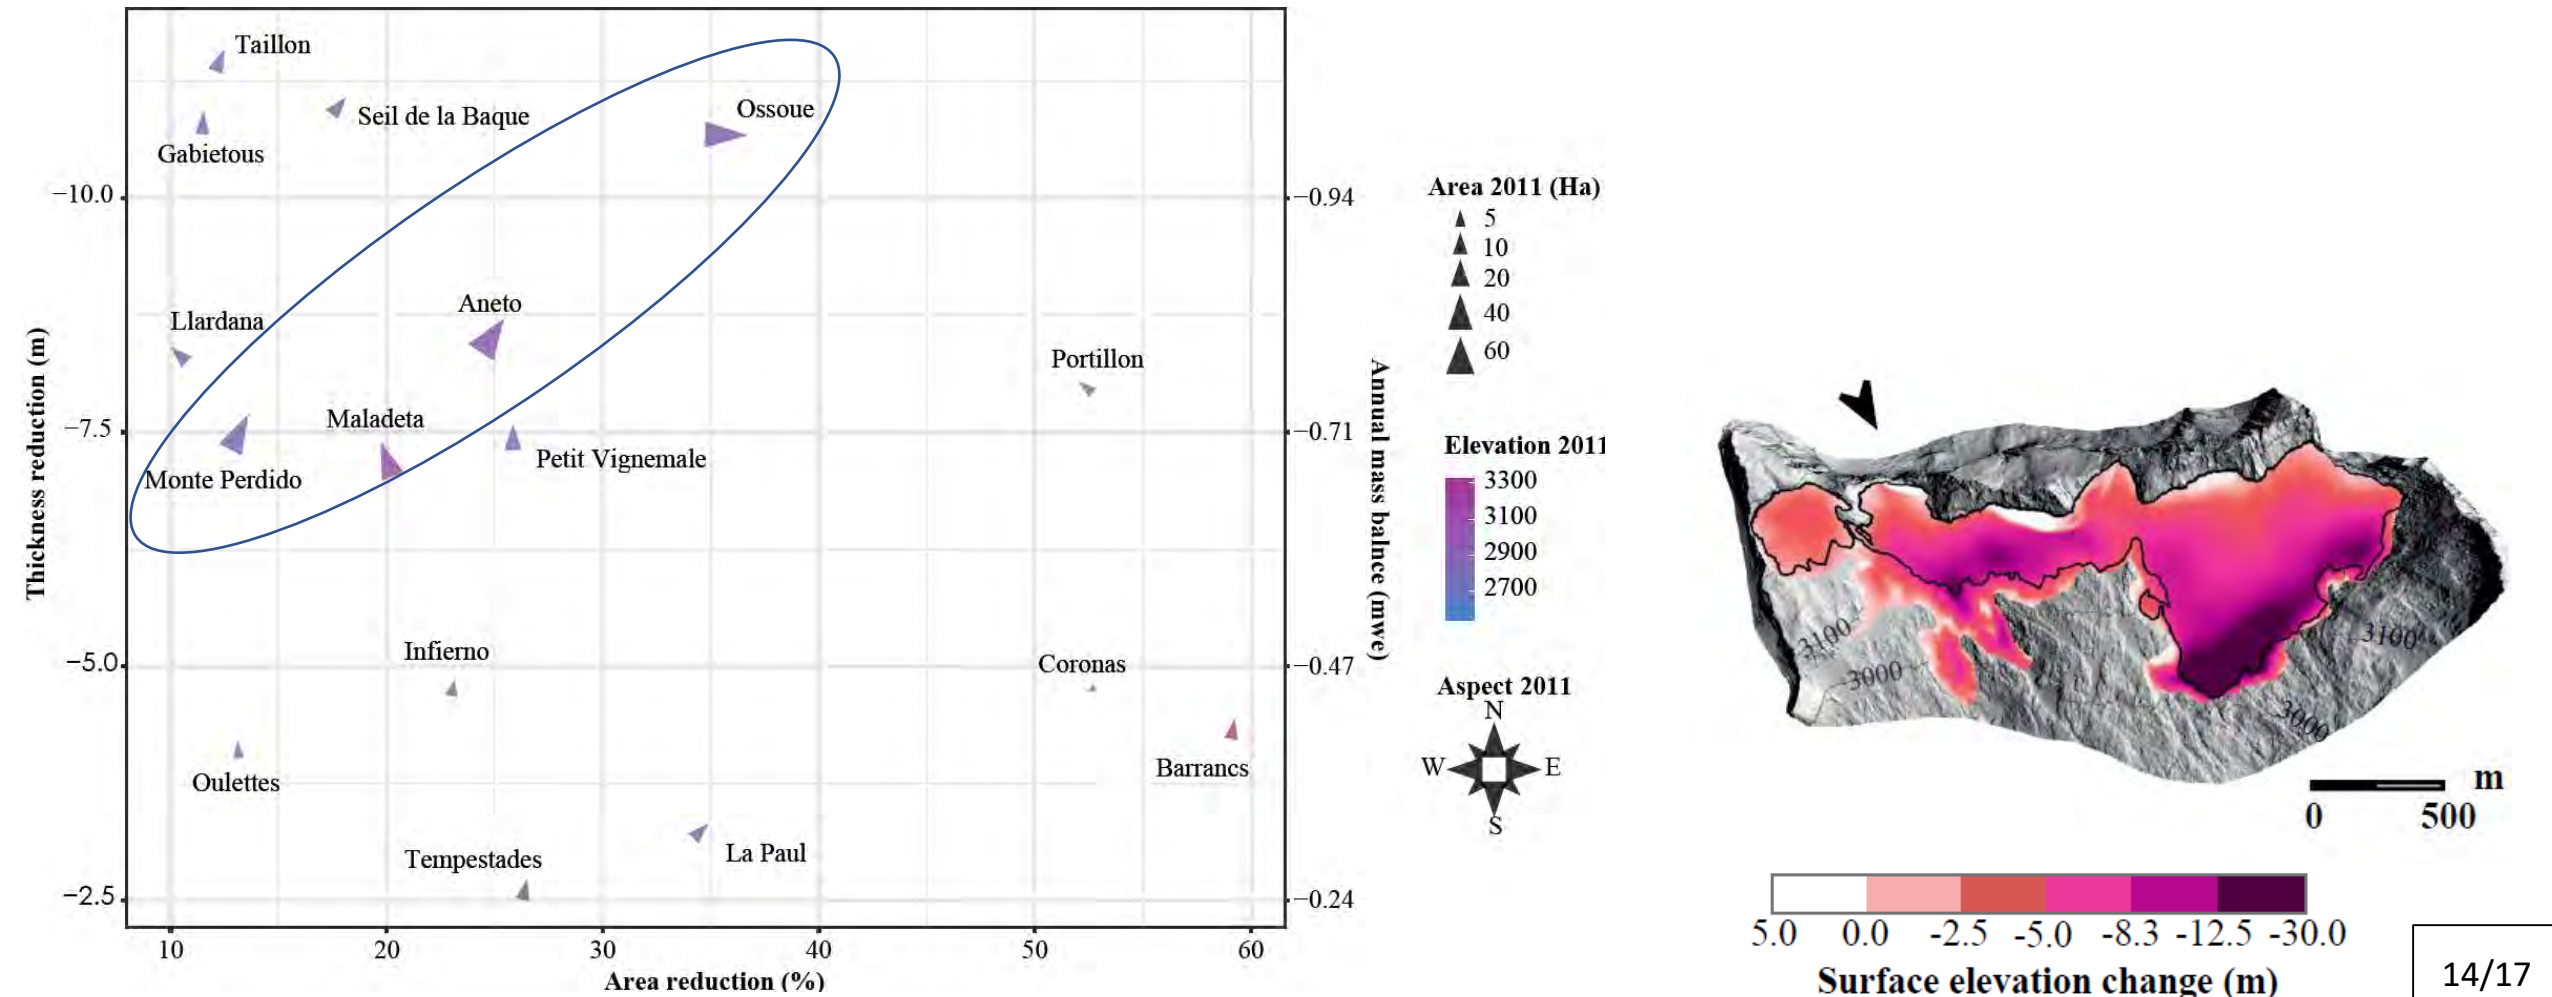 Taillon
Seil de la Baque
Gabietous
Ossoue
Aneto
Llardana
Maladeta
Monte Perdido
Petit Vignemale
Portillon
Infierno
Coronas
Oulettes
Barrancs
Tempestades
La Paul
Thickness reduction (m)
−10.0
−7.5
−5.0
−2.5
10 20 30 40 50 60
Area reduction (%)
−0.94
−0.71
−0.47
−0.24
Annual mass balnce (mwe)
Area 2011 (Ha)
5
10
20
40
60
Elevation 2011
3300
3100
2900
2700
Aspect 2011
N
W E
S
3100
3000
3100
3000
m
0 500
5.0 0.0 -2.5 -5.0 -8.3 -12.5 -30.0
Surface elevation change (m)
14/17